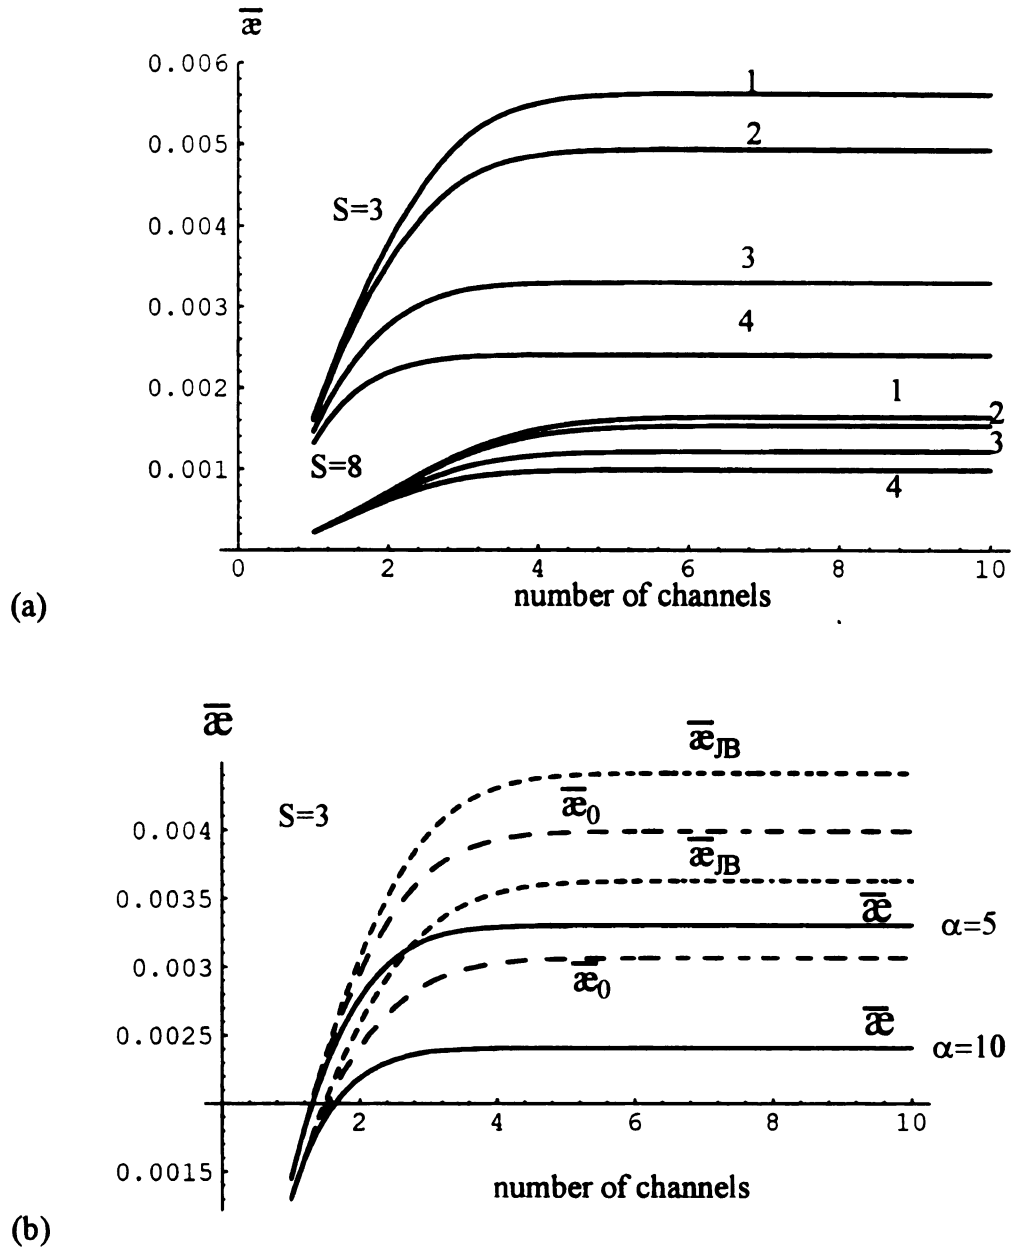 æ̅
0.006
1
0.005
2
S=3
0.004
3
0.003
4
0.002
1
2
3
S=8
0.001
4
0 2 4 6 8 10
number of channels
(a)
æ̅
æ̅JB
S=3
æ̅0
0.004
æ̅JB
0.0035
æ̅
α=5
0.003
æ̅0
æ̅
0.0025
α=10
2 4 6 8 10
0.0015
number of channels
(b)